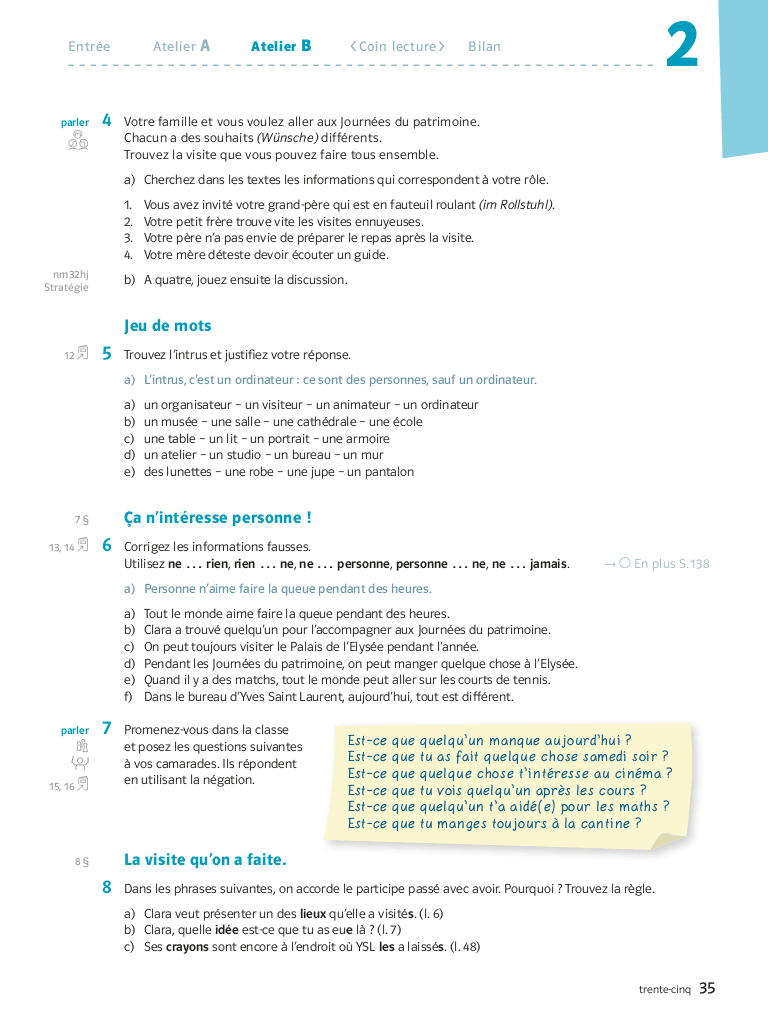 Entrée Atelier A Atelier B <Coin lecture> Bilan 2
parler 4 Votre famille et vous voulez aller aux Journées du patrimoine.
Chacun a des souhaits (Wünsche) différents.
Trouvez la visite que vous pouvez faire tous ensemble.
a) Cherchez dans les textes les informations qui correspondent à votre rôle.
1. Vous avez invité votre grand-père qui est en fauteuil roulant (im Rollstuhl).
2. Votre petit frère trouve vite les visites ennuyeuses.
3. Votre père n'a pas envie de préparer le repas après la visite.
4. Votre mère déteste devoir écouter un guide.
nm32hj
Stratégie
b) A quatre, jouez ensuite la discussion.
Jeu de mots
12 5 Trouvez l'intrus et justifiez votre réponse.
a) L'intrus, c'est un ordinateur : ce sont des personnes, sauf un ordinateur.
a) un organisateur – un visiteur – un animateur – un ordinateur
b) un musée – une salle – une cathédrale – une école
c) une table – un lit – un portrait – une armoire
d) un atelier – un studio – un bureau – un mur
e) des lunettes – une robe – une jupe – un pantalon
7 § Ça n'intéresse personne !
13, 14 6 Corrigez les informations fausses.
Utilisez ne ... rien, rien ... ne, ne ... personne, personne ... ne, ne ... jamais. → En plus S.138
a) Personne n'aime faire la queue pendant des heures.
a) Tout le monde aime faire la queue pendant des heures.
b) Clara a trouvé quelqu'un pour l'accompagner aux Journées du patrimoine.
c) On peut toujours visiter le Palais de l'Elysée pendant l'année.
d) Pendant les Journées du patrimoine, on peut manger quelque chose à l'Elysée.
e) Quand il y a des matchs, tout le monde peut aller sur les courts de tennis.
f) Dans le bureau d'Yves Saint Laurent, aujourd'hui, tout est différent.
parler 7 Promenez-vous dans la classe
et posez les questions suivantes
à vos camarades. Ils répondent
15, 16 en utilisant la négation.
Est-ce que quelqu'un manque aujourd'hui ?
Est-ce que tu as fait quelque chose samedi soir ?
Est-ce que quelque chose t'intéresse au cinéma ?
Est-ce que tu vois quelqu'un après les cours ?
Est-ce que quelqu'un t'a aidé(e) pour les maths ?
Est-ce que tu manges toujours à la cantine ?
8 § La visite qu'on a faite.
8 Dans les phrases suivantes, on accorde le participe passé avec avoir. Pourquoi ? Trouvez la règle.
a) Clara veut présenter un des lieux qu'elle a visités. (l. 6)
b) Clara, quelle idée est-ce que tu as eue là ? (l. 7)
c) Ses crayons sont encore à l'endroit où YSL les a laissés. (l. 48)
trente-cinq 35